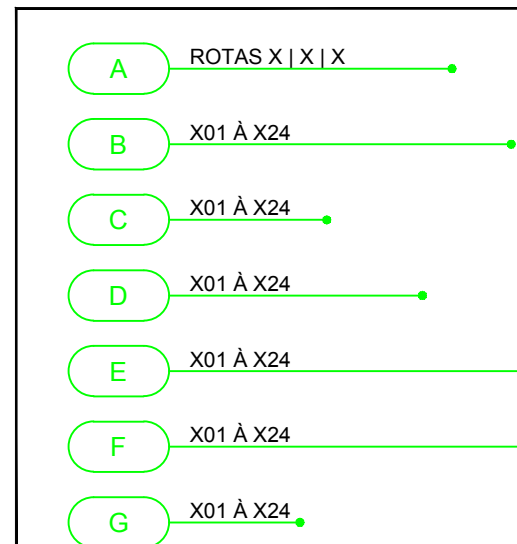 A ROTAS X | X | X
B X01 À X24
C X01 À X24
D X01 À X24
E X01 À X24
F X01 À X24
G X01 À X24